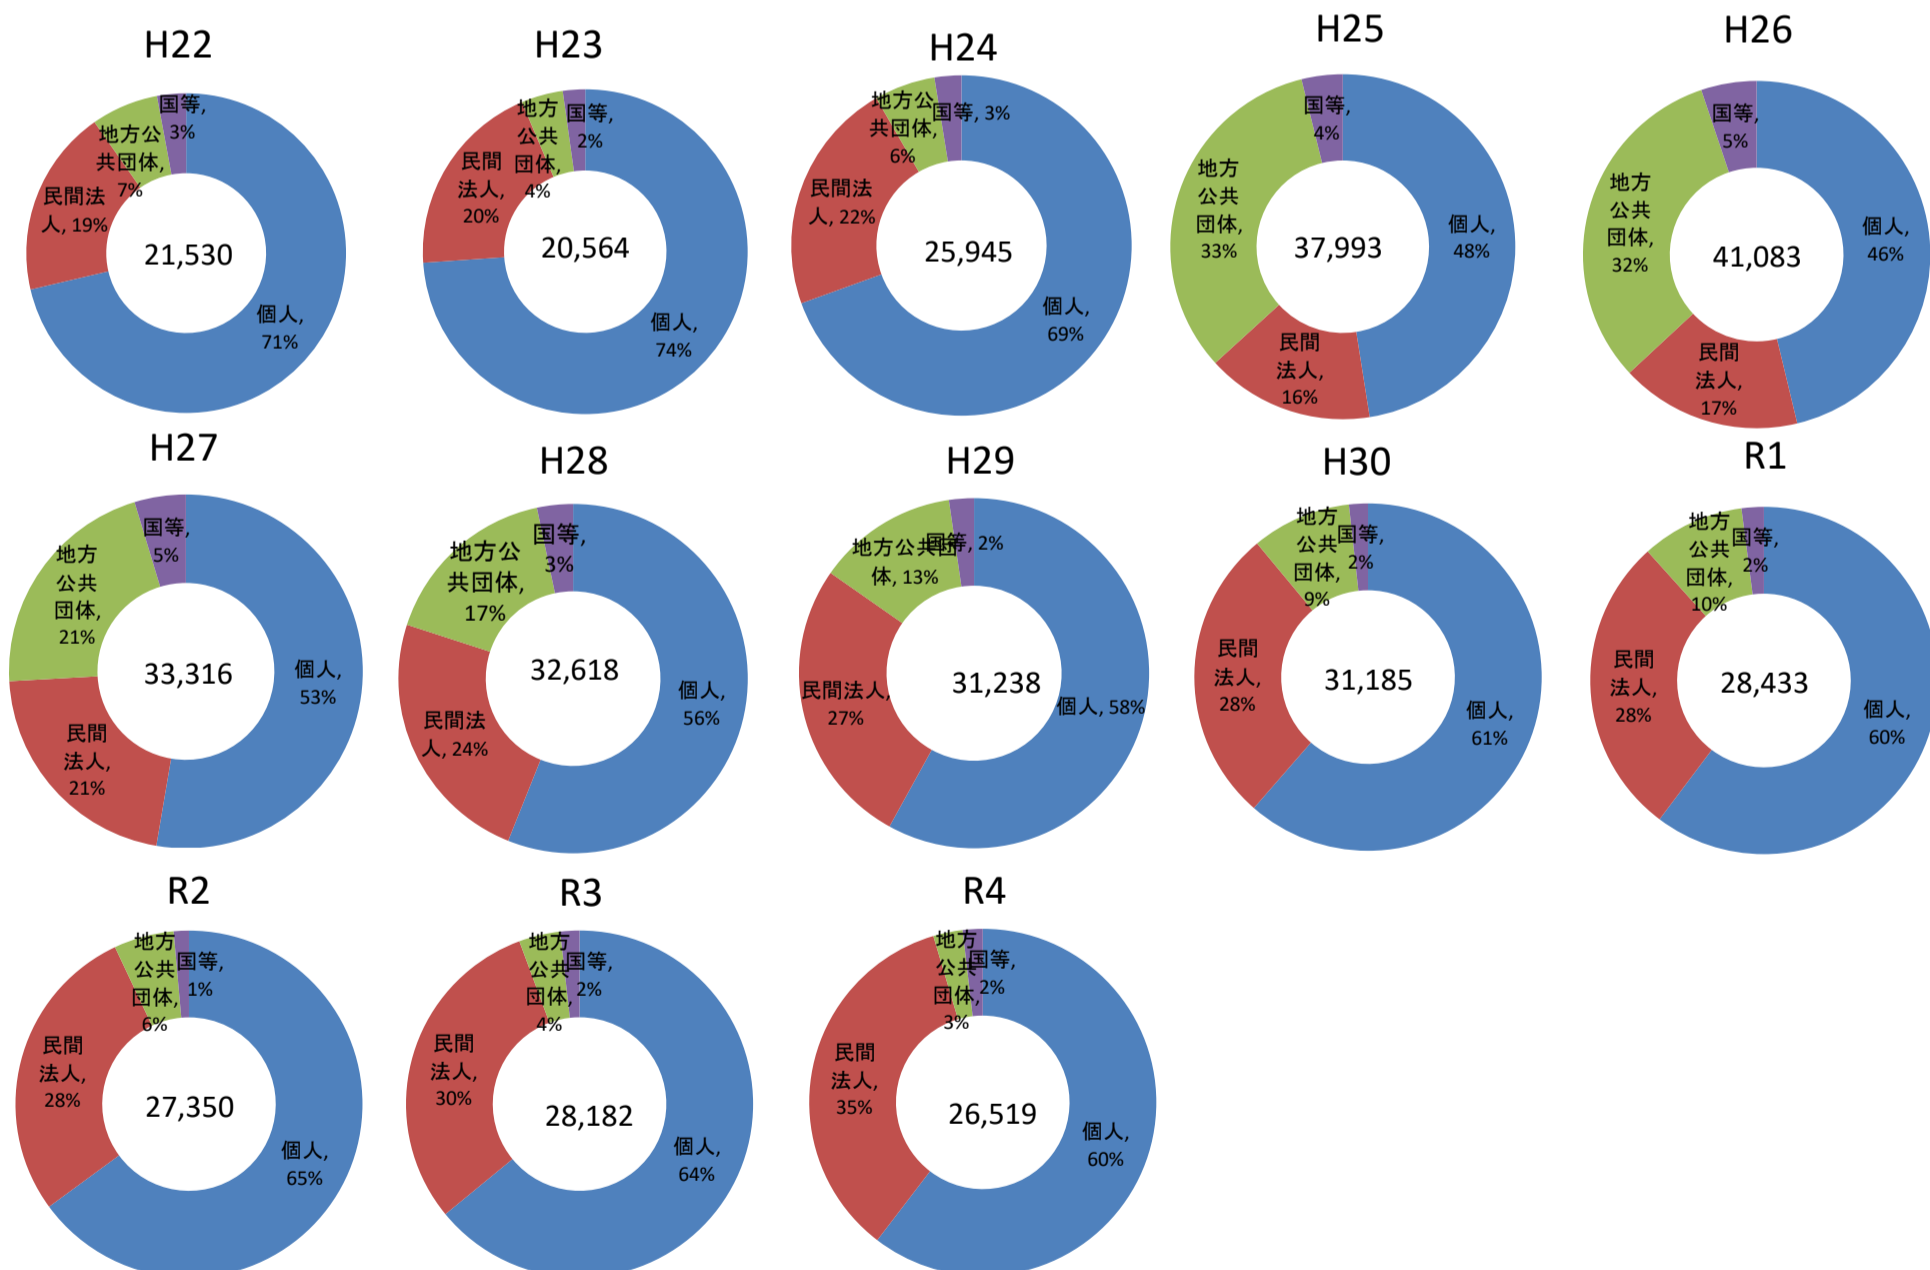 H22
国等,
3%
地方公
共団体,
7%
民間法
人, 19%
21,530
個人,
71%
H23
地方
公共
団体,
4%
国等,
2%
民間
法人,
20%
20,564
個人,
74%
H24
地方公
共団体,
6%
国等, 3%
民間法
人, 22%
25,945
個人,
69%
H25
国等,
4%
地方
公共
団体,
33%
37,993
個人,
48%
民間
法人,
16%
H26
国等,
5%
地方
公共
団体,
32%
41,083
個人,
46%
民間
法人,
17%
H27
国等,
5%
地方
公共
団体,
21%
33,316
個人,
53%
民間
法人,
21%
H28
国等,
3%
地方公
共団体,
17%
32,618
個人,
56%
民間法
人, 24%
H29
地方公共団
体, 13%
国等, 2%
民間法人,
27%
31,238
個人, 58%
H30
地方
公共
団体,
9%
国等,
2%
民間
法人,
28%
31,185
個人,
61%
R1
地方
公共
団体,
10%
国等,
2%
民間
法人,
28%
28,433
個人,
60%
R2
地方
公共
団体,
6%
国等,
1%
民間
法人,
28%
27,350
個人,
65%
R3
地方
公共
団体,
4%
国等,
2%
民間
法人,
30%
28,182
個人,
64%
R4
地方
公共
団体,
3%
国等,
2%
民間
法人,
35%
26,519
個人,
60%